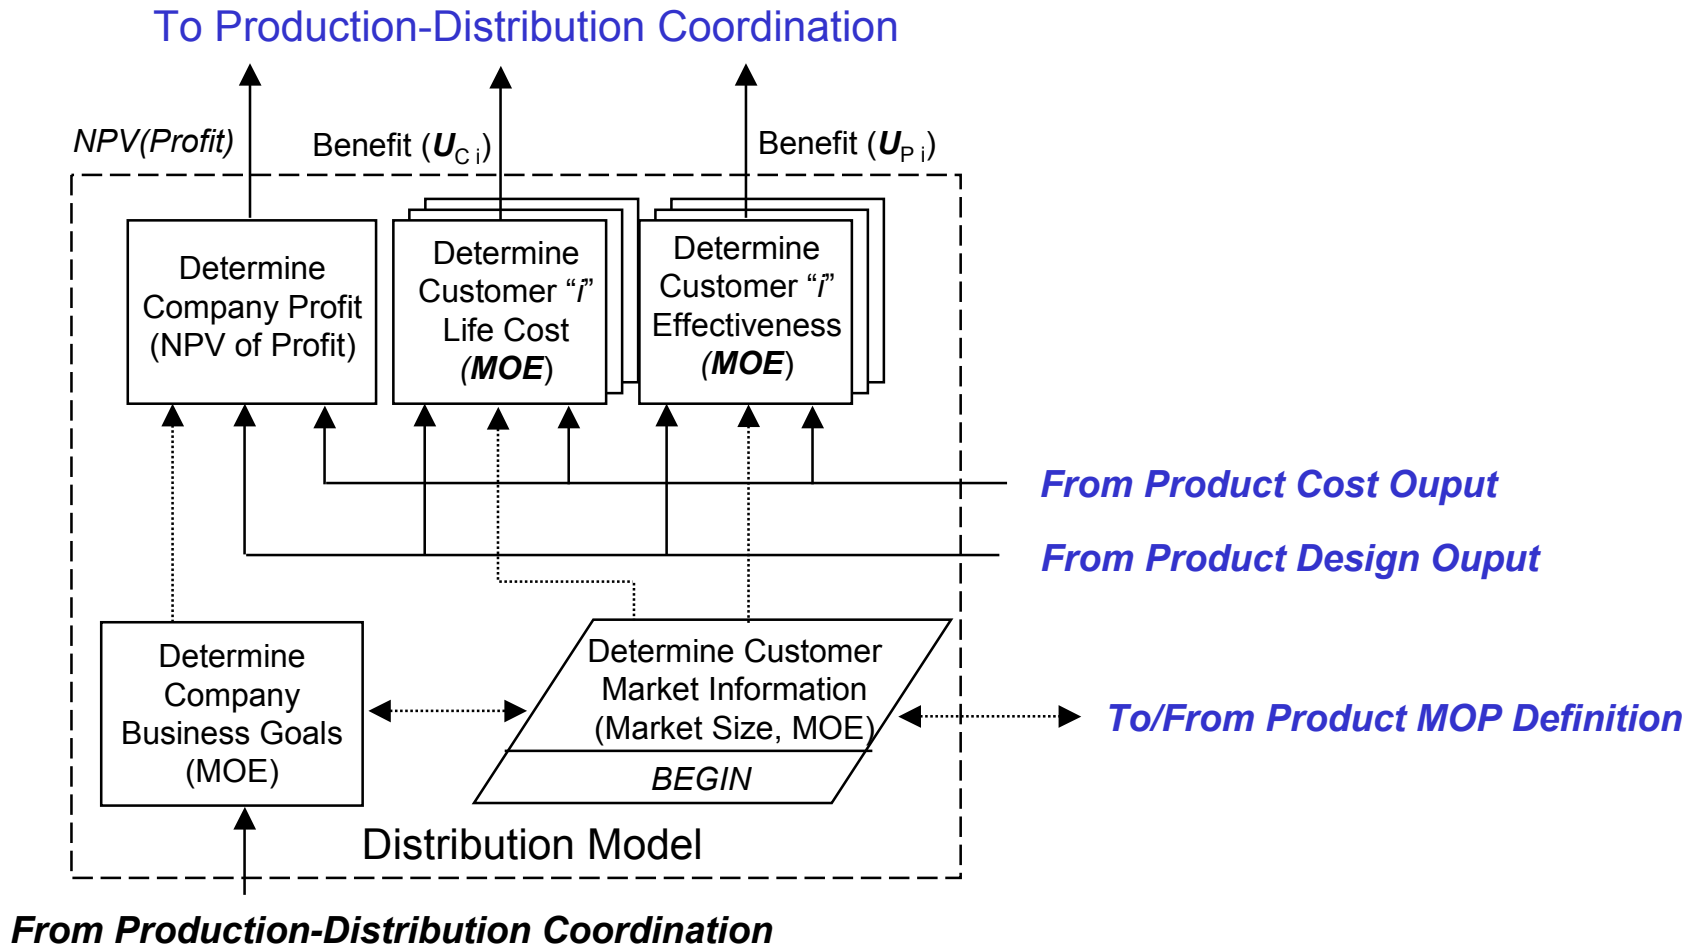 To Production-Distribution Coordination
NPV(Profit)
Benefit (U_C i)
Benefit (U_P i)
Determine
Company Profit
(NPV of Profit)
Determine
Customer “i”
Life Cost
(MOE)
Determine
Customer “i”
Effectiveness
(MOE)
From Product Cost Ouput
From Product Design Ouput
Determine
Company
Business Goals
(MOE)
Determine Customer
Market Information
(Market Size, MOE)
BEGIN
To/From Product MOP Definition
Distribution Model
From Production-Distribution Coordination